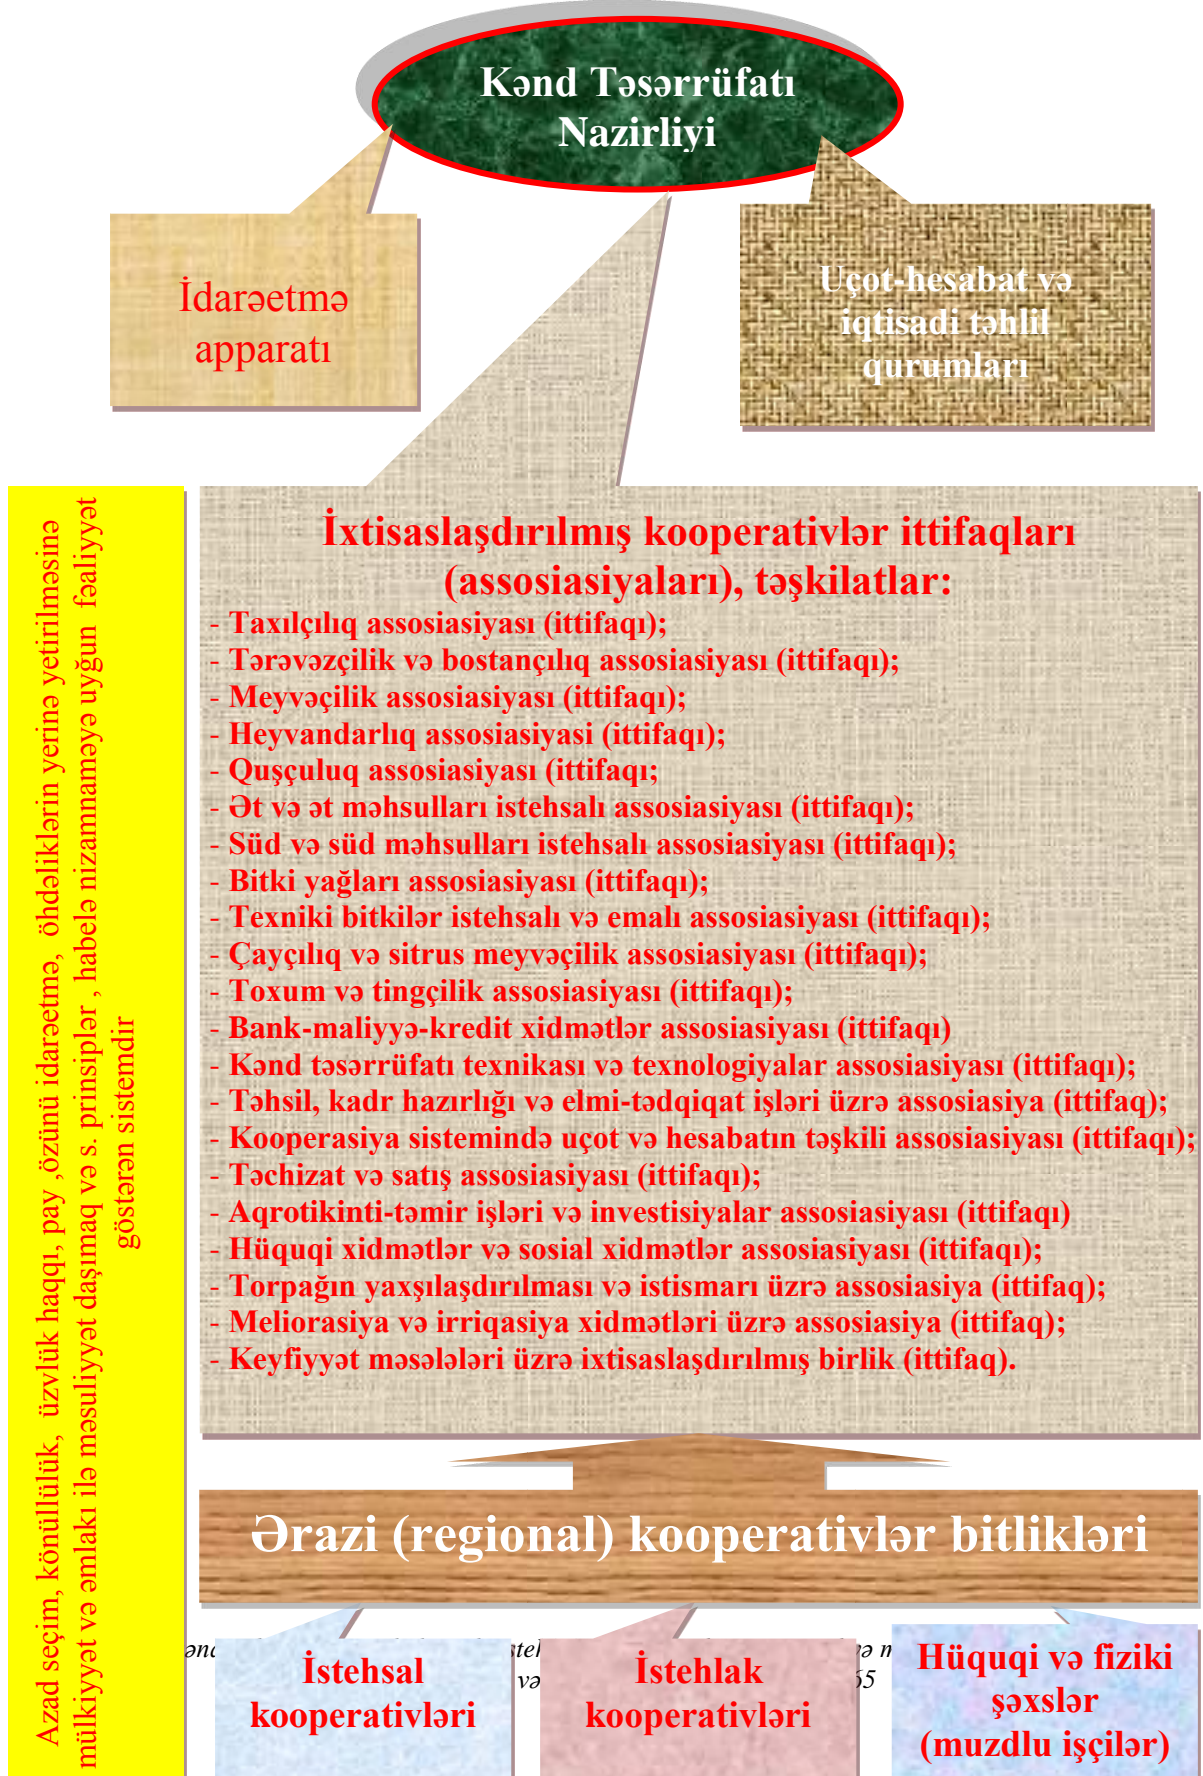 Kənd Təsərrüfatı
Nazirliyi
İdarəetmə
apparatı
Uçot-hesabat və
iqtisadi təhlil
qurumları
Azad seçim, könüllülük, üzvlük haqqı, pay ,özünü idarəetmə, öhdəliklərin yerinə yetirilməsinə
mülkiyyət və əmlakı ilə məsuliyyət daşımaq və s. prinsiplər , habelə nizamnaməyə uyğun fəaliyyət
göstərən sistemdir
İxtisaslaşdırılmış kooperativlər ittifaqları
(assosiasiyaları), təşkilatlar:
- Taxılçılıq assosiasiyası (ittifaqı);
- Tərəvəzçilik və bostançılıq assosiasiyası (ittifaqı);
- Meyvəçilik assosiasiyası (ittifaqı);
- Heyvandarlıq assosiasiyasi (ittifaqı);
- Quşçuluq assosiasiyası (ittifaqı;
- Ət və ət məhsulları istehsalı assosiasiyası (ittifaqı);
- Süd və süd məhsulları istehsalı assosiasiyası (ittifaqı);
- Bitki yağları assosiasiyası (ittifaqı);
- Texniki bitkilər istehsalı və emalı assosiasiyası (ittifaqı);
- Çayçılıq və sitrus meyvəçilik assosiasiyası (ittifaqı);
- Toxum və tingçilik assosiasiyası (ittifaqı);
- Bank-maliyyə-kredit xidmətlər assosiasiyası (ittifaqı)
- Kənd təsərrüfatı texnikası və texnologiyalar assosiasiyası (ittifaqı);
- Təhsil, kadr hazırlığı və elmi-tədqiqat işləri üzrə assosiasiya (ittifaq);
- Kooperasiya sistemində uçot və hesabatın təşkili assosiasiyası (ittifaqı);
- Təchizat və satış assosiasiyası (ittifaqı);
- Aqrotikinti-təmir işləri və investisiyalar assosiasiyası (ittifaqı)
- Hüquqi xidmətlər və sosial xidmətlər assosiasiyası (ittifaqı);
- Torpağın yaxşılaşdırılması və istismarı üzrə assosiasiya (ittifaq);
- Meliorasiya və irriqasiya xidmətləri üzrə assosiasiya (ittifaq);
- Keyfiyyət məsələləri üzrə ixtisaslaşdırılmış birlik (ittifaq).
Ərazi (regional) kooperativlər bitlikləri
İstehsal
kooperativləri
İstehlak
kooperativləri
Hüquqi və fiziki
şəxslər
(muzdlu işçilər)